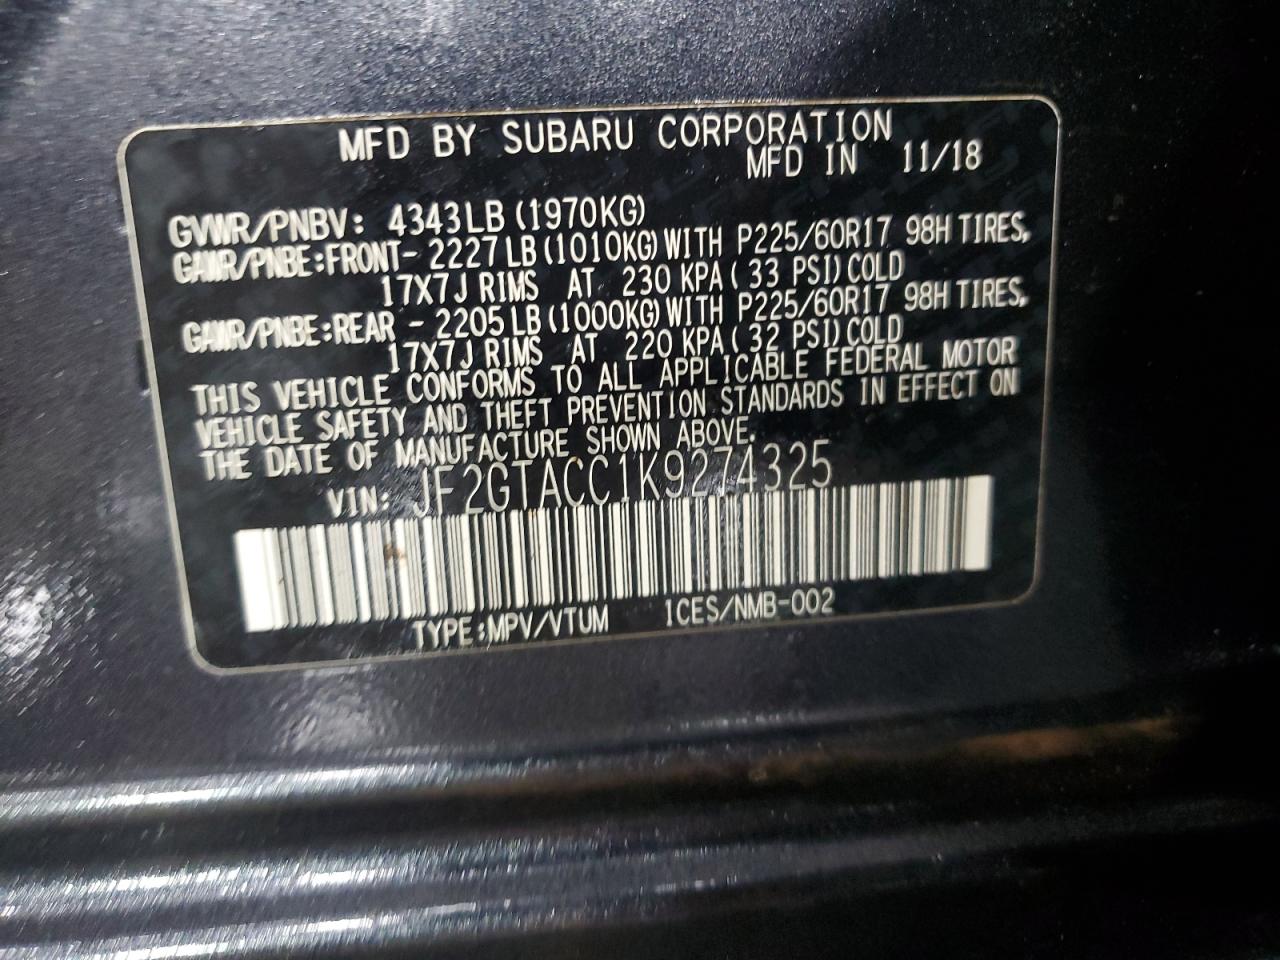 MFD BY SUBARU CORPORATION
MFD IN 11/18
GVWR/PNBV: 4343LB (1970KG)
GAWR/PNBE:FRONT- 2227LB (1010KG) WITH P225/60R17 98H TIRES,
17X7J RIMS AT 230 KPA ( 33 PSI) COLD
GAWR/PNBE:REAR - 2205LB (1000KG) WITH P225/60R17 98H TIRES,
17X7J RIMS AT 220 KPA ( 32 PSI) COLD
THIS VEHICLE CONFORMS TO ALL APPLICABLE FEDERAL MOTOR
VEHICLE SAFETY AND THEFT PREVENTION STANDARDS IN EFFECT ON
THE DATE OF MANUFACTURE SHOWN ABOVE.
VIN: JF2GTACC1K9274325
TYPE:MPV/VTUM ICES/NMB-002